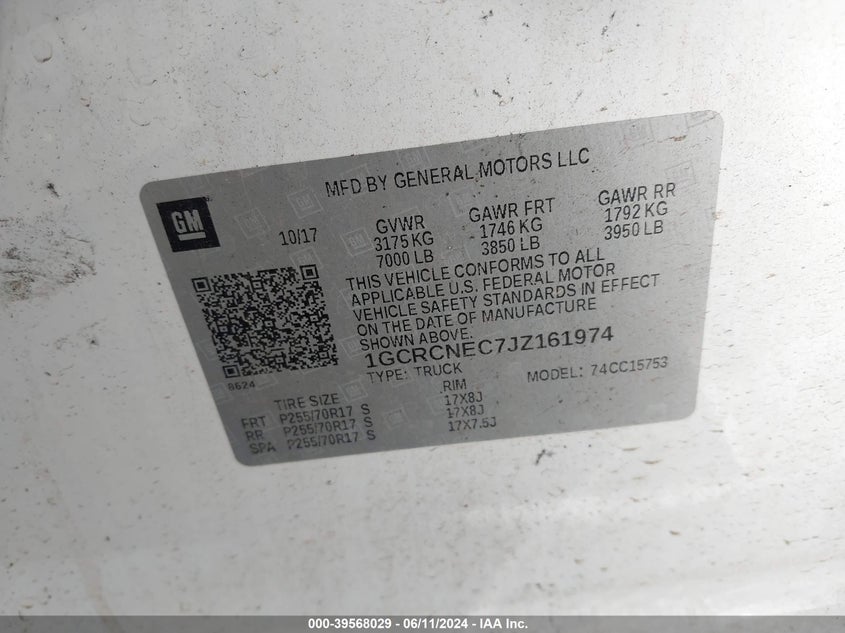 MFD BY GENERAL MOTORS LLC
GM
10/17
GVWR
3175 KG
7000 LB
GAWR FRT
1746 KG
3850 LB
GAWR RR
1792 KG
3950 LB
THIS VEHICLE CONFORMS TO ALL
APPLICABLE U.S. FEDERAL MOTOR
VEHICLE SAFETY STANDARDS IN EFFECT
ON THE DATE OF MANUFACTURE
SHOWN ABOVE.
1GCRCNEC7JZ161974
TYPE: TRUCK
MODEL: 74CC15753
8624
TIRE SIZE RIM
FRT P255/70R17 S 17X8J
RR P255/70R17 S 17X8J
SPA P255/70R17 S 17X7.5J
000-39568029 - 06/11/2024 - IAA Inc.